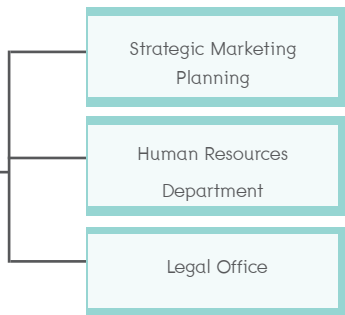 Strategic Marketing
Planning
Human Resources
Department
Legal Office